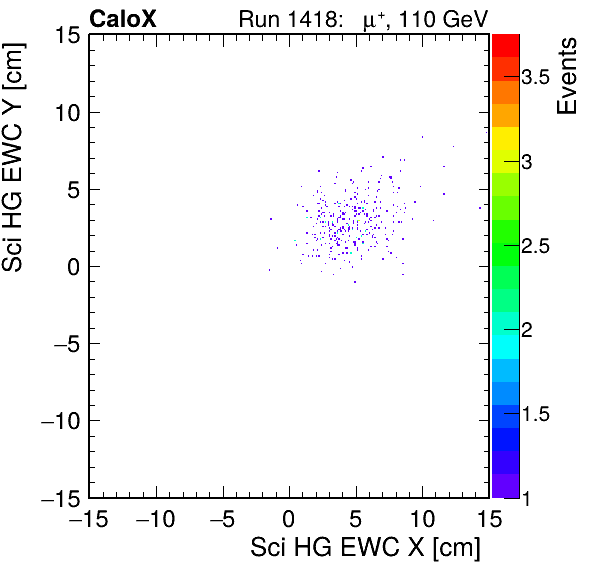 CaloX Run 1418: μ⁺, 110 GeV
Sci HG EWC Y [cm]
15
10
5
0
−5
−10
−15
−15 −10 −5 0 5 10 15
Sci HG EWC X [cm]
Events
3.5
3
2.5
2
1.5
1